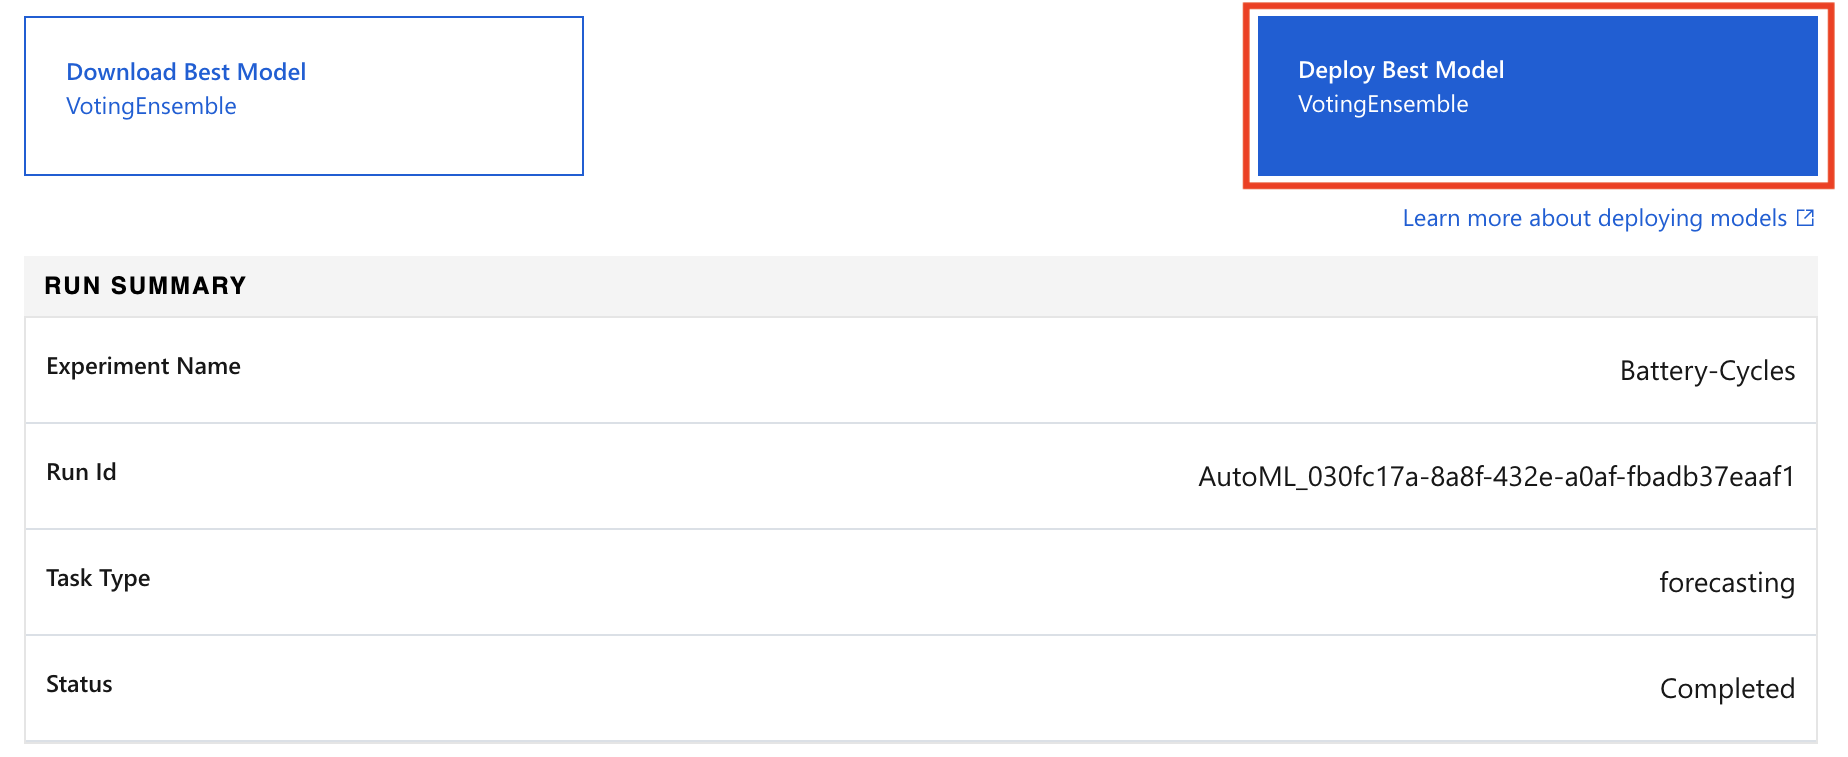 Download Best Model
VotingEnsemble
Deploy Best Model
VotingEnsemble
Learn more about deploying models
RUN SUMMARY
Experiment Name
Battery-Cycles
Run Id
AutoML_030fc17a-8a8f-432e-a0af-fbadb37eaaf1
Task Type
forecasting
Status
Completed